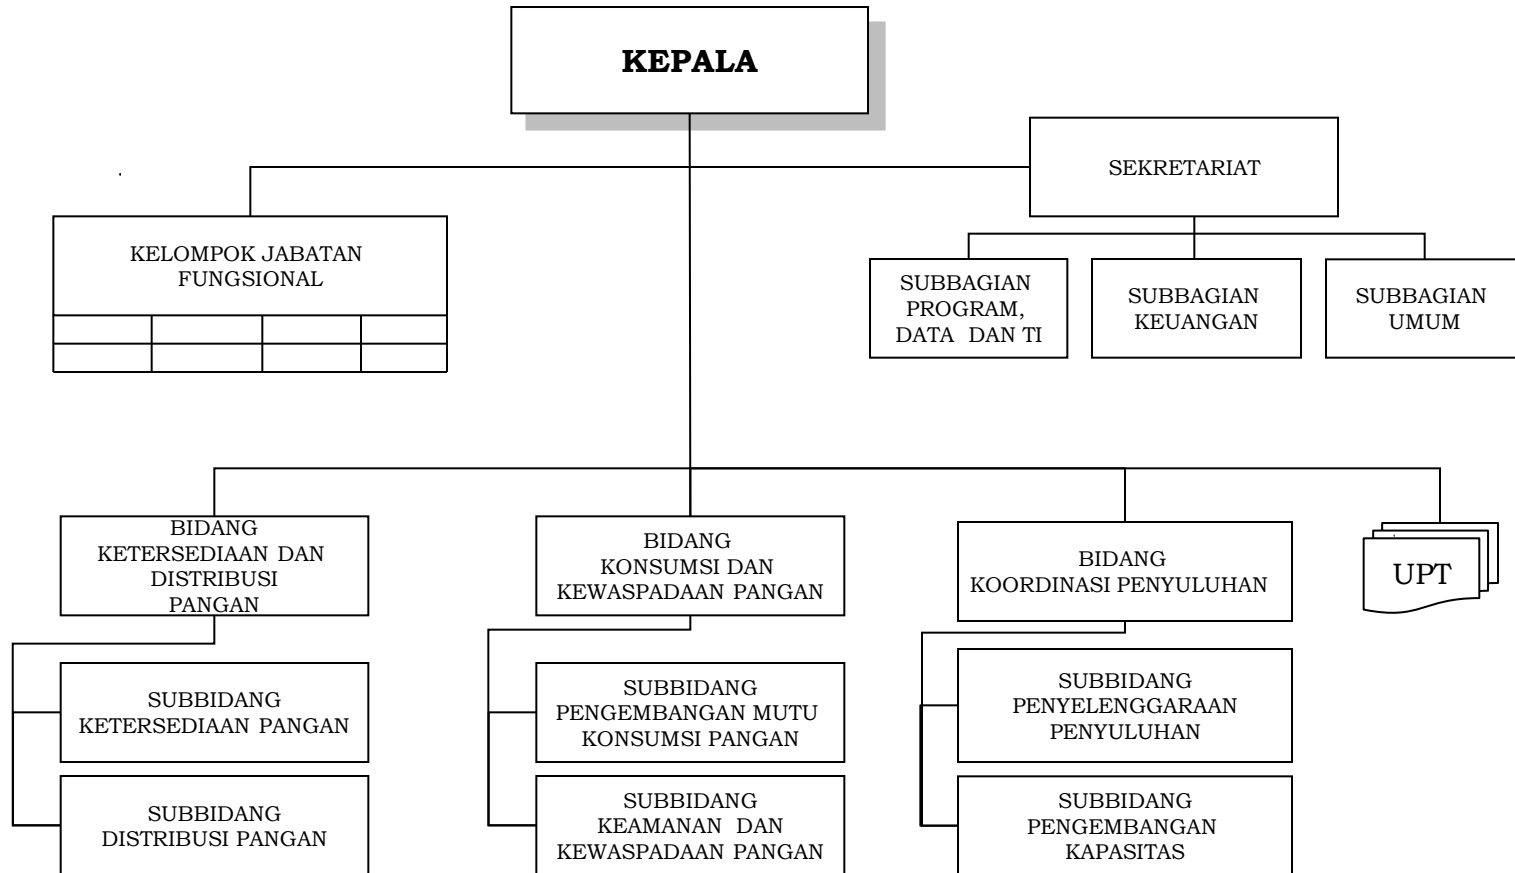 KEPALA
SEKRETARIAT
KELOMPOK JABATAN
FUNGSIONAL
SUBBAGIAN
PROGRAM,
DATA DAN TI
SUBBAGIAN
KEUANGAN
SUBBAGIAN
UMUM
BIDANG
KETERSEDIAAN DAN
DISTRIBUSI
PANGAN
BIDANG
KONSUMSI DAN
KEWASPADAAN PANGAN
BIDANG
KOORDINASI PENYULUHAN
UPT
SUBBIDANG
KETERSEDIAAN PANGAN
SUBBIDANG
PENGEMBANGAN MUTU
KONSUMSI PANGAN
SUBBIDANG
PENYELENGGARAAN
PENYULUHAN
SUBBIDANG
DISTRIBUSI PANGAN
SUBBIDANG
KEAMANAN DAN
KEWASPADAAN PANGAN
SUBBIDANG
PENGEMBANGAN
KAPASITAS